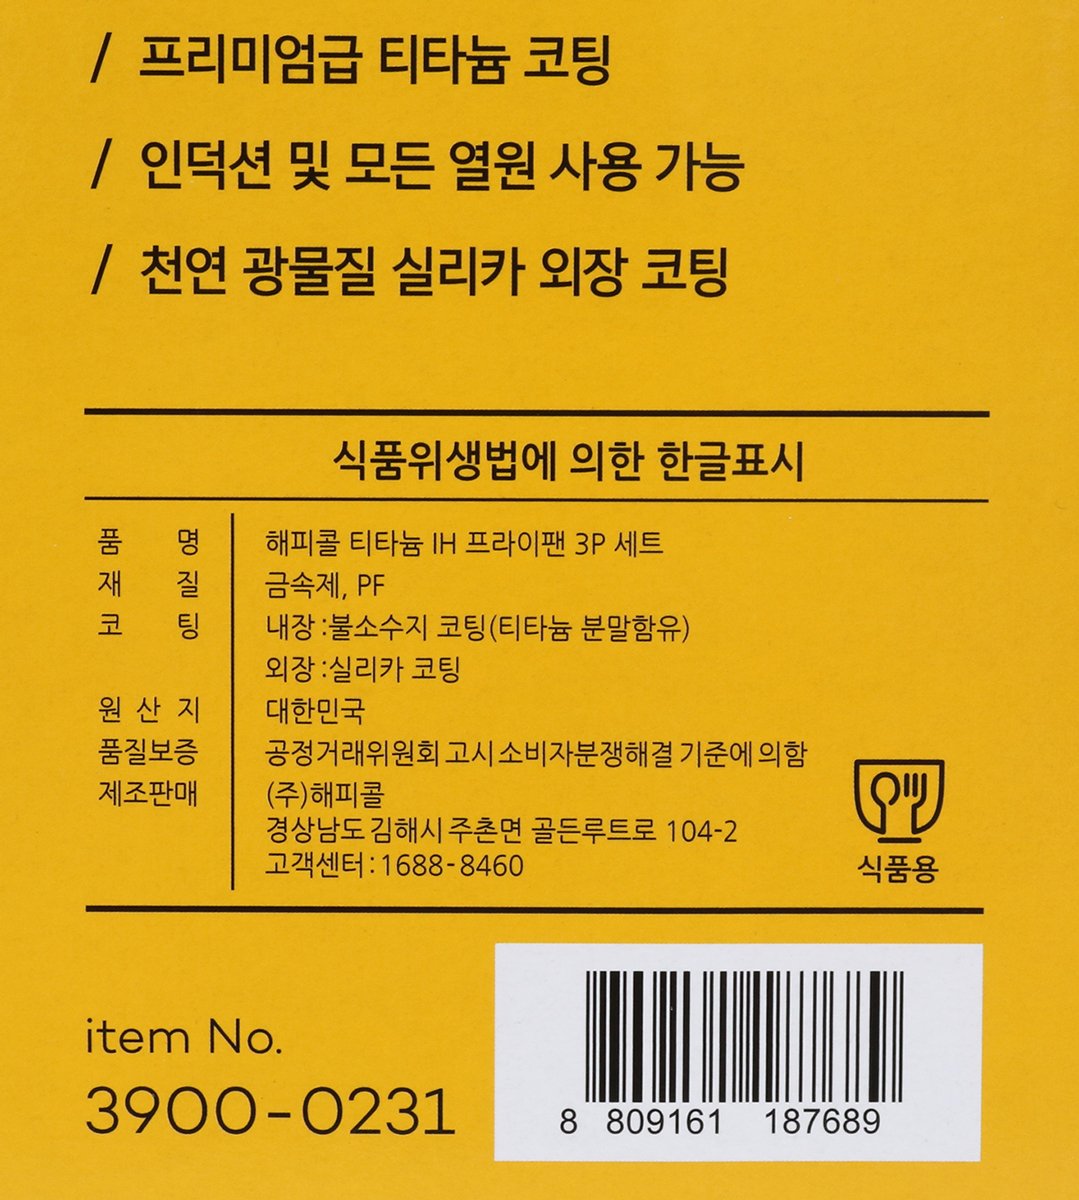 / 프리미엄급 티타늄 코팅
/ 인덕션 및 모든 열원 사용 가능
/ 천연 광물질 실리카 외장 코팅
식품위생법에 의한 한글표시
품 명 해피콜 티타늄 IH 프라이팬 3P 세트
재 질 금속제, PF
코 팅 내장:불소수지 코팅(티타늄 분말함유)
외장:실리카 코팅
원 산 지 대한민국
품질보증 공정거래위원회 고시 소비자분쟁해결 기준에 의함
제조판매 (주)해피콜
경상남도 김해시 주촌면 골든루트로 104-2
고객센터:1688-8460
식품용
item No.
3900-0231
8 809161 187689